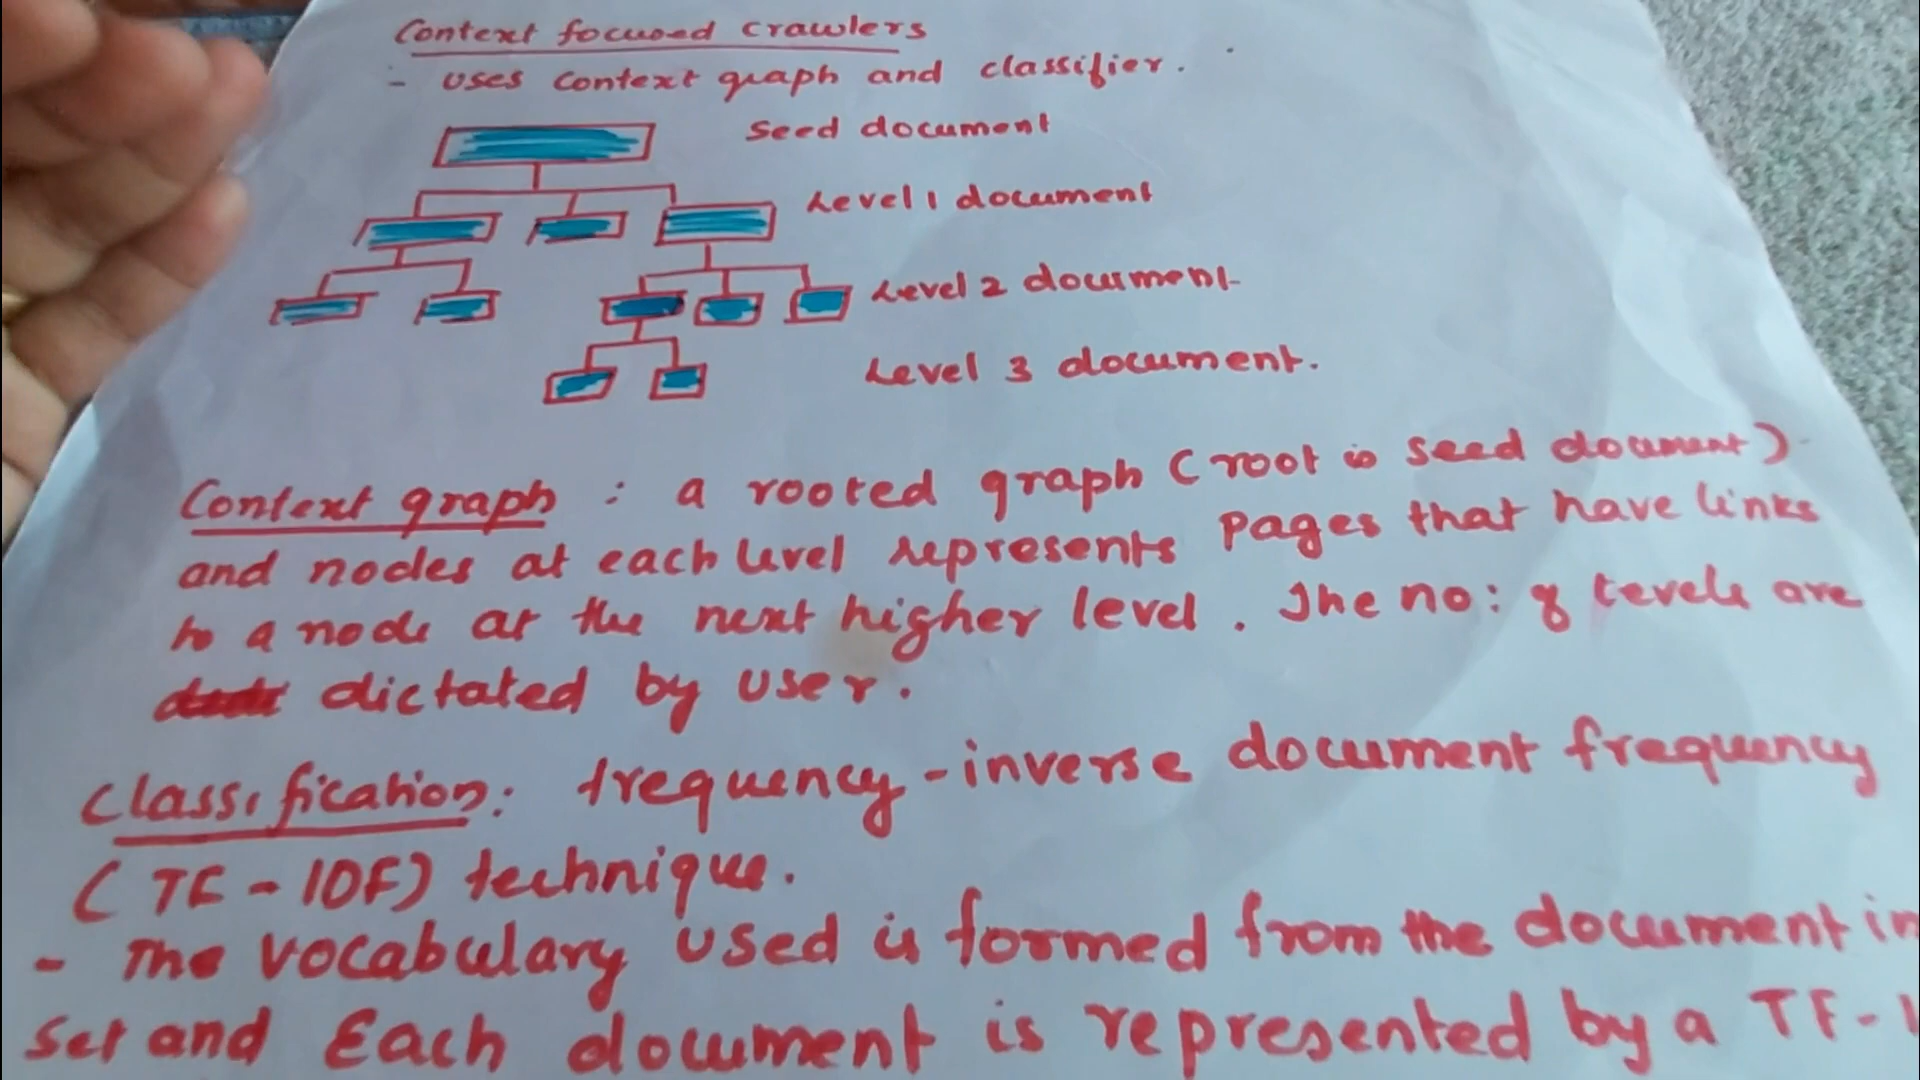 Context focused crawlers
- uses context graph and classifier.
Seed document
Level 1 document
Level 2 document
Level 3 document.
Context graph : a rooted graph (root is seed document)
and nodes at each level represents pages that have links
to a node at the next higher level. The no: of levels are
dictated by user.
Classification: frequency-inverse document frequency
(TF-IDF) technique.
- The vocabulary used is formed from the document in
Set and Each document is represented by a TF-